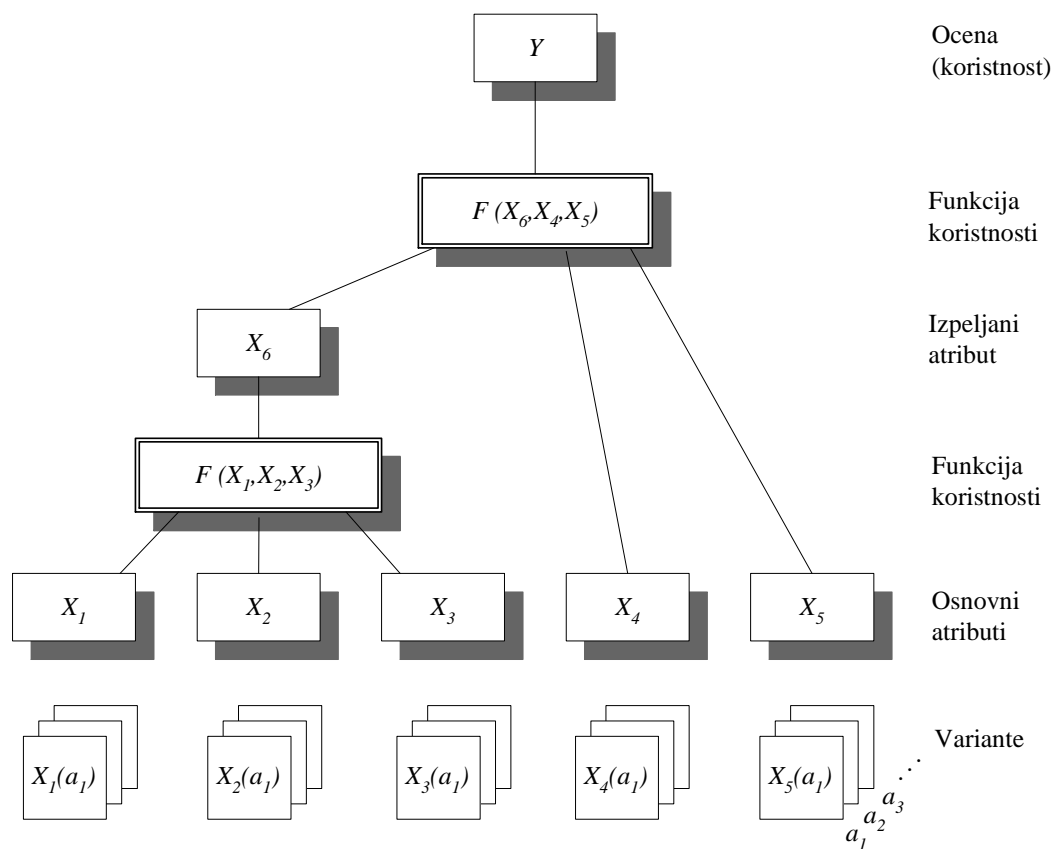 Y
Ocena
(koristnost)
F (X₆,X₄,X₅)
Funkcija
koristnosti
X₆
Izpeljani
atribut
F (X₁,X₂,X₃)
Funkcija
koristnosti
X₁
X₂
X₃
X₄
X₅
Osnovni
atributi
X₁(a₁)
X₂(a₁)
X₃(a₁)
X₄(a₁)
X₅(a₁)
Variante
a₁ a₂ a₃ ...